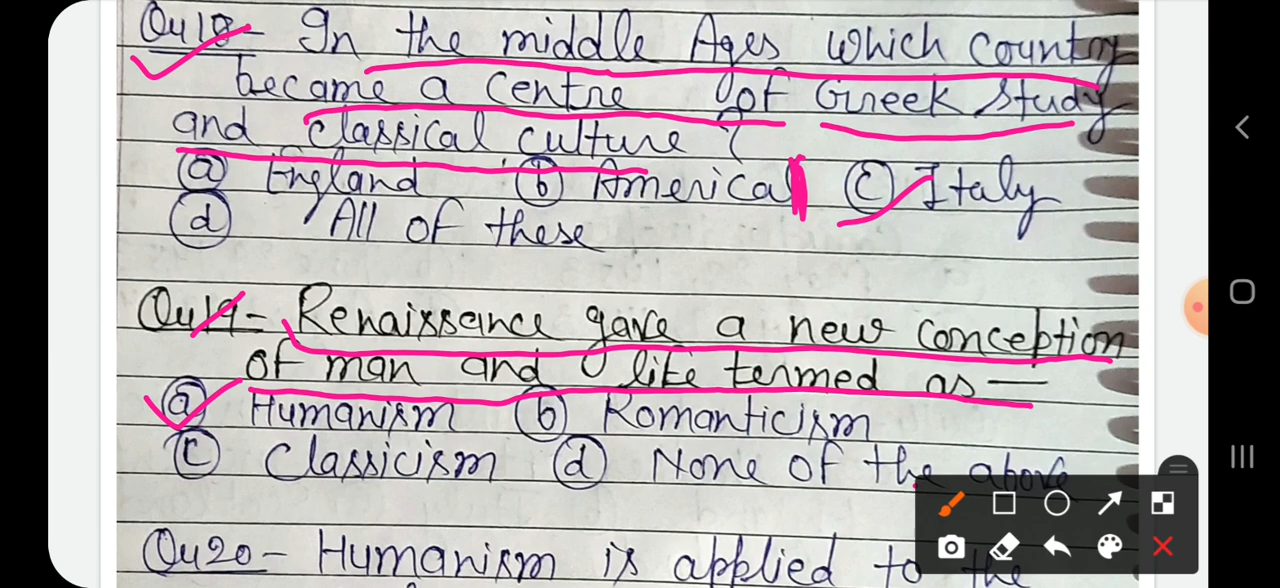 Qu18- In the middle Ages which country
became a centre of Greek study
and classical culture ?
(a) England (b) America (c) Italy
(d) All of these
Qu19- Renaissance gave a new conception
of man and life termed as —
(a) Humanism (b) Romanticism
(c) Classicism (d) None of the above
Qu20- Humanism is applied to the